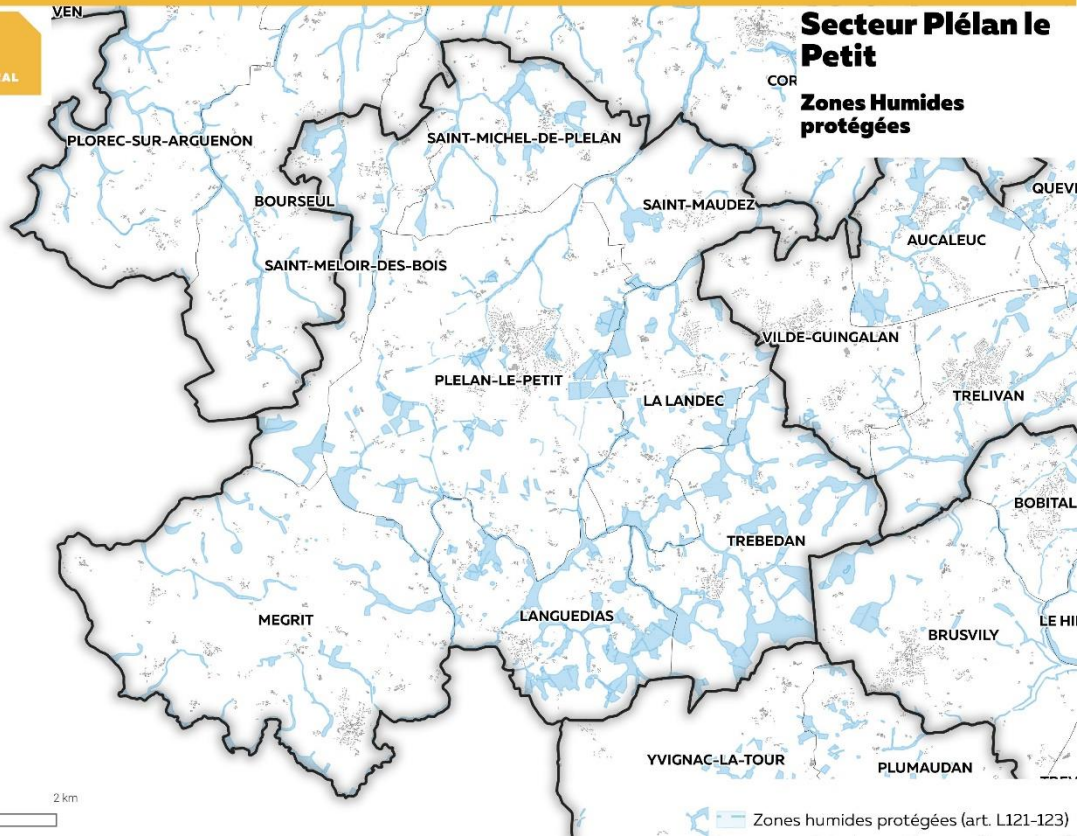 VEN
AL
Secteur Plélan le
Petit
Zones Humides
protégées
COR
PLOREC-SUR-ARGUENON
SAINT-MICHEL-DE-PLELAN
BOURSEUL
SAINT-MAUDEZ
QUEV
AUCALEUC
SAINT-MELOIR-DES-BOIS
VILDE-GUINGALAN
PLELAN-LE-PETIT
LA LANDEC
TRELIVAN
BOBITAL
TREBEDAN
MEGRIT
LANGUEDIAS
LE HI
BRUSVILY
YVIGNAC-LA-TOUR
PLUMAUDAN
2 km
Zones humides protégées (art. L121-123)